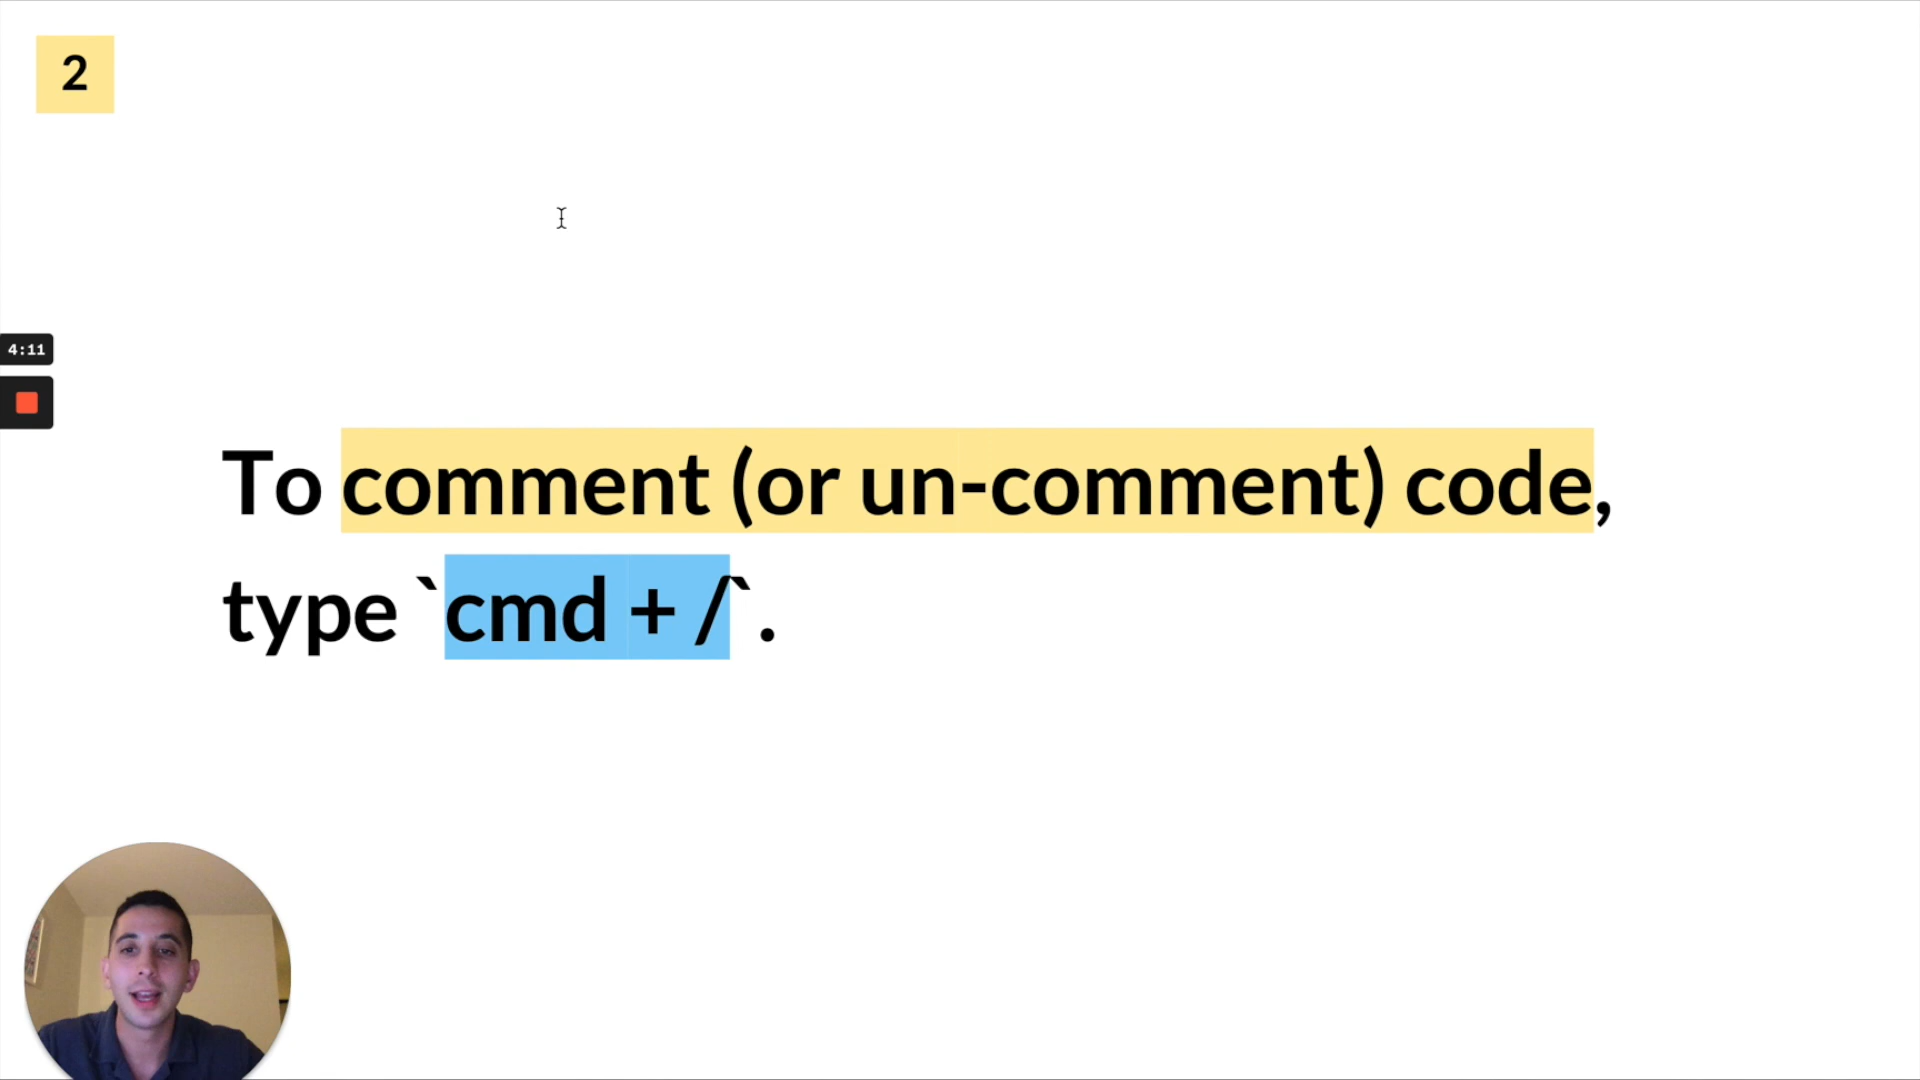 2
4:11
To comment (or un-comment) code,
type `cmd + /`.